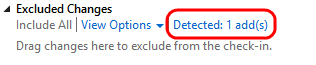 Excluded Changes
Include All | View Options Detected: 1 add(s)
Drag changes here to exclude from the check-in.